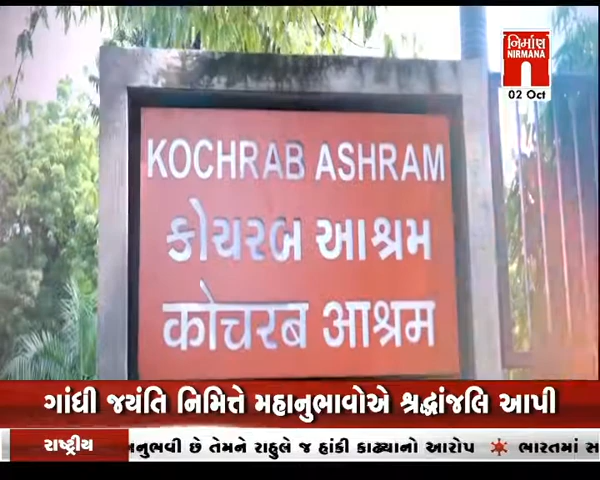 નિર્માણ
NIRMANA
02 Oct
KOCHRAB ASHRAM
કોચરબ આશ્રમ
कोचरब आश्रम
ગાંધી જયંતિ નિમિત્તે મહાનુભાવોએ શ્રદ્ધાંજલિ આપી
રાષ્ટ્રીય
અનુભવી છે તેમને રાહુલે જ હાંકી કાઢ્યાનો આરોપ ભારતમાં